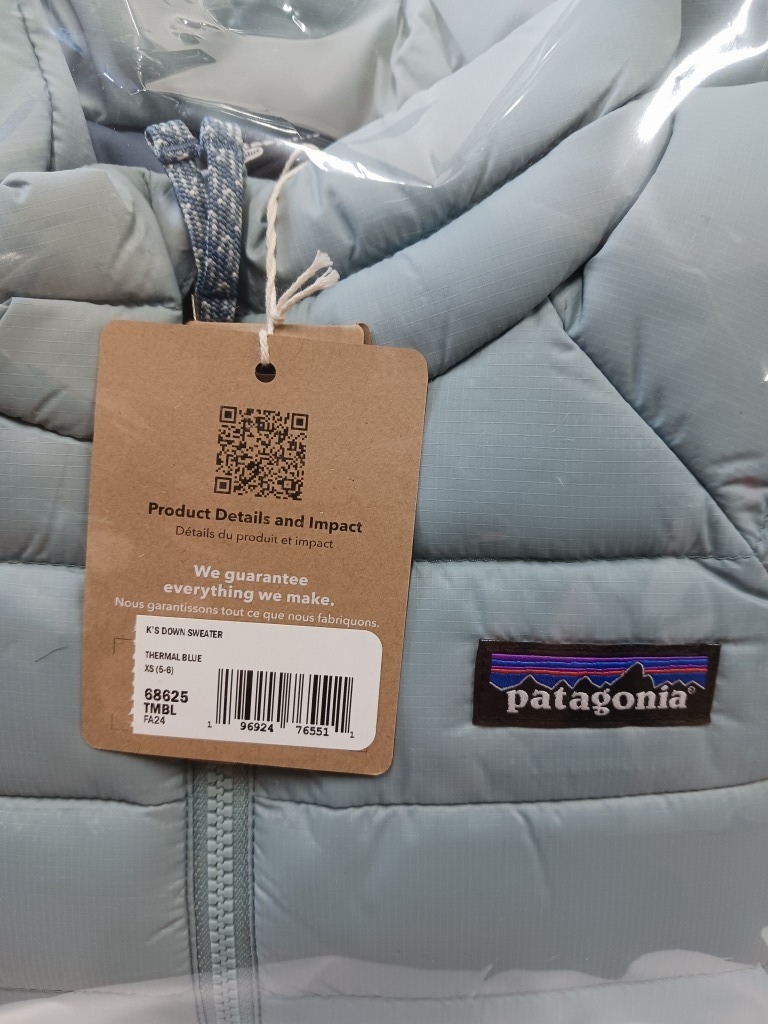 Product Details and Impact
Détails du produit et impact
We guarantee
everything we make.
Nous garantissons tout ce que nous fabriquons.
K'S DOWN SWEATER
THERMAL BLUE
XS (5-6)
68625
TMBL
FA24
1 96924 76551 1
patagonia®